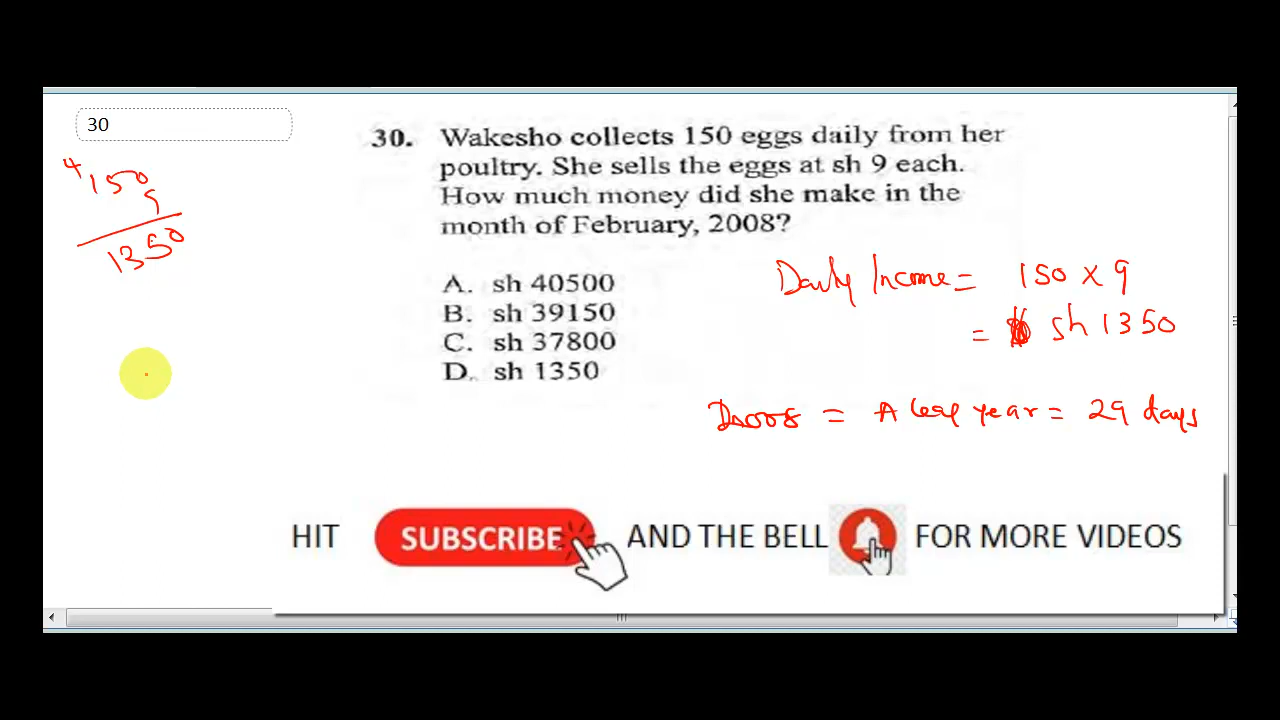 30
4
150
9
1350
30. Wakesho collects 150 eggs daily from her
poultry. She sells the eggs at sh 9 each.
How much money did she make in the
month of February, 2008?
A. sh 40500
B. sh 39150
C. sh 37800
D. sh 1350
Daily Income = 150 x 9
= sh 1350
= A leap year = 29 days
HIT SUBSCRIBE AND THE BELL FOR MORE VIDEOS